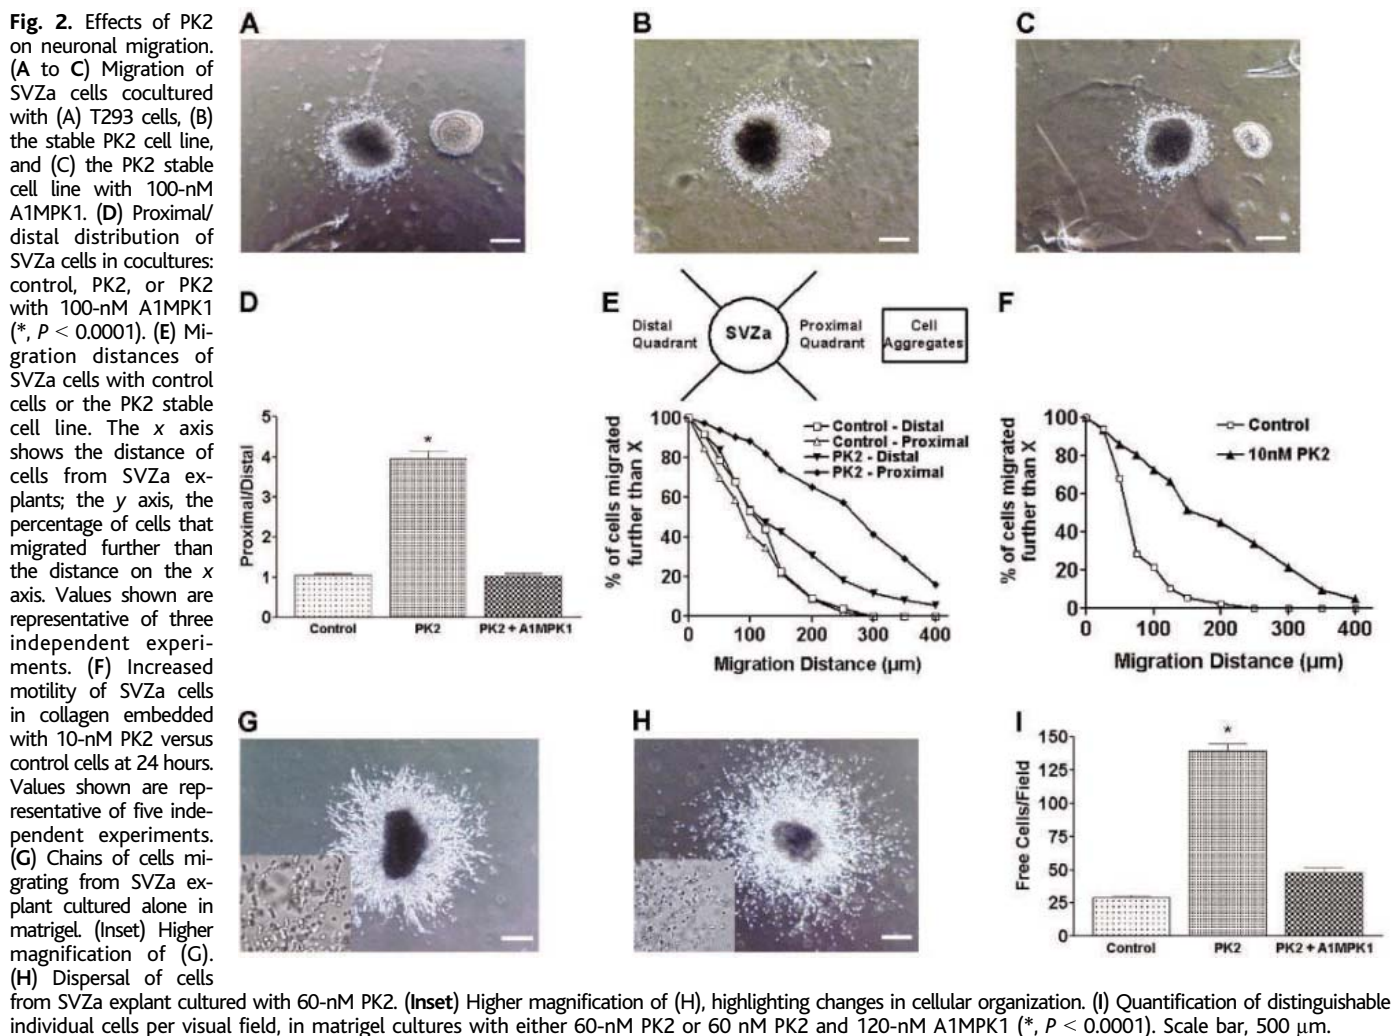 Fig. 2. Effects of PK2
on neuronal migration.
(A to C) Migration of
SVZa cells cocultured
with (A) T293 cells, (B)
the stable PK2 cell line,
and (C) the PK2 stable
cell line with 100-nM
A1MPK1. (D) Proximal/
distal distribution of
SVZa cells in cocultures:
control, PK2, or PK2
with 100-nM A1MPK1
(*, P < 0.0001). (E) Mi-
gration distances of
SVZa cells with control
cells or the PK2 stable
cell line. The x axis
shows the distance of
cells from SVZa ex-
plants; the y axis, the
percentage of cells that
migrated further than
the distance on the x
axis. Values shown are
representative of three
independent experi-
ments. (F) Increased
motility of SVZa cells
in collagen embedded
with 10-nM PK2 versus
control cells at 24 hours.
Values shown are rep-
resentative of five inde-
pendent experiments.
(G) Chains of cells mi-
grating from SVZa ex-
plant cultured alone in
matrigel. (Inset) Higher
magnification of (G).
(H) Dispersal of cells
from SVZa explant cultured with 60-nM PK2. (Inset) Higher magnification of (H), highlighting changes in cellular organization. (I) Quantification of distinguishable
individual cells per visual field, in matrigel cultures with either 60-nM PK2 or 60 nM PK2 and 120-nM A1MPK1 (*, P < 0.0001). Scale bar, 500 μm.
A
B
C
D
Proximal/Distal
5
4
3
2
1
0
*
Control
PK2
PK2 + A1MPK1
E
Distal
Quadrant
SVZa
Proximal
Quadrant
Cell
Aggregates
% of cells migrated
further than X
100
80
60
40
20
0
Control - Distal
Control - Proximal
PK2 - Distal
PK2 - Proximal
0
100
200
300
400
Migration Distance (μm)
F
% of cells migrated
further than X
100
80
60
40
20
0
Control
10nM PK2
0
100
200
300
400
Migration Distance (μm)
G
H
I
Free Cells/Field
150
125
100
75
50
25
0
*
Control
PK2
PK2 + A1MPK1